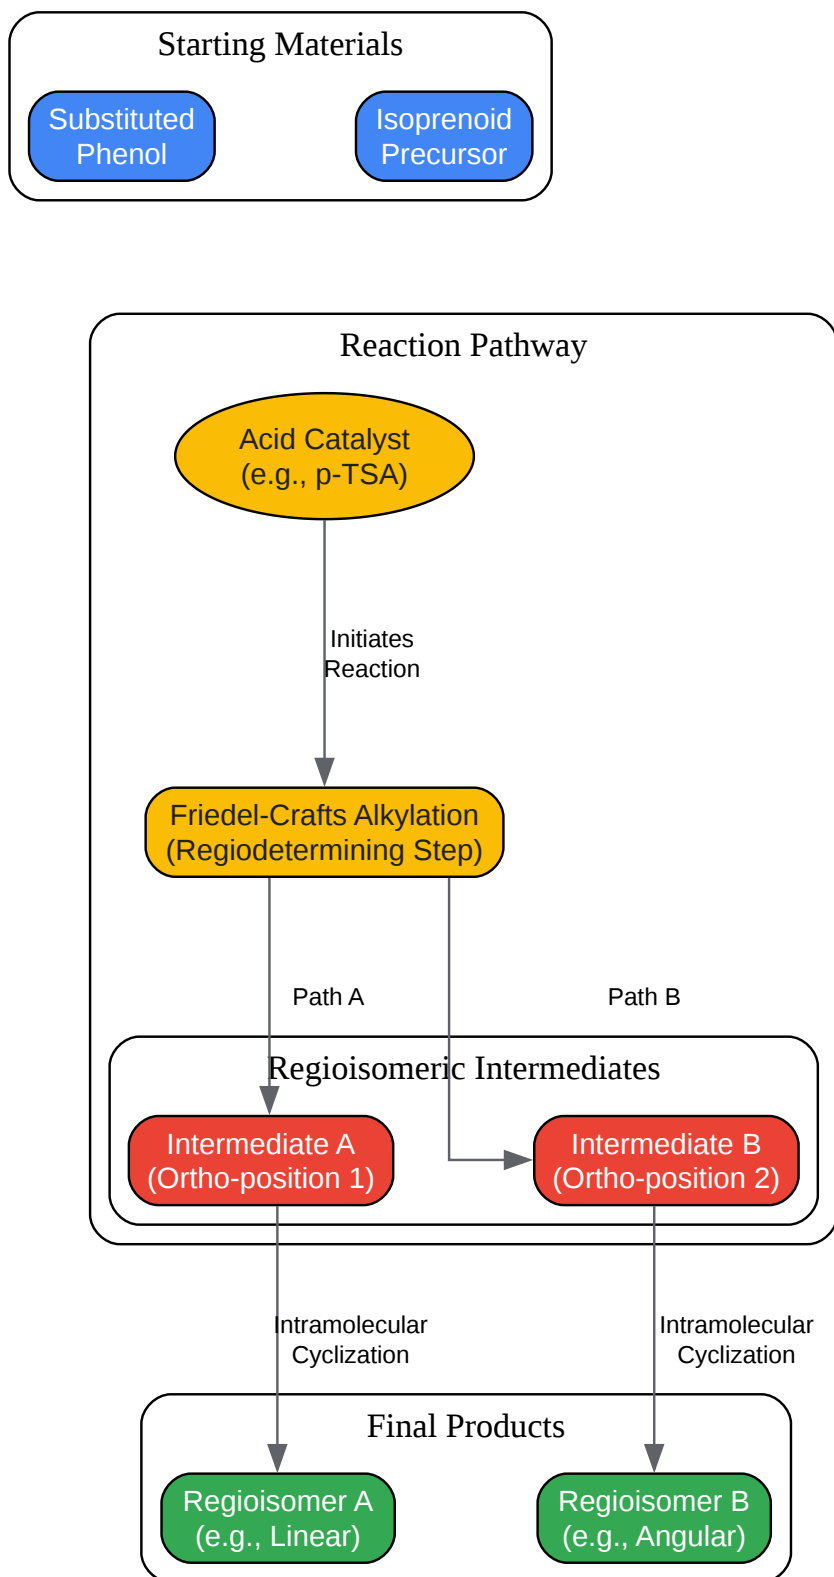 Starting Materials
Substituted
Phenol
Isoprenoid
Precursor
Reaction Pathway
Acid Catalyst
(e.g., p-TSA)
Initiates
Reaction
Friedel-Crafts Alkylation
(Regiodetermining Step)
Path A
Path B
Regioisomeric Intermediates
Intermediate A
(Ortho-position 1)
Intermediate B
(Ortho-position 2)
Intramolecular
Cyclization
Intramolecular
Cyclization
Final Products
Regioisomer A
(e.g., Linear)
Regioisomer B
(e.g., Angular)